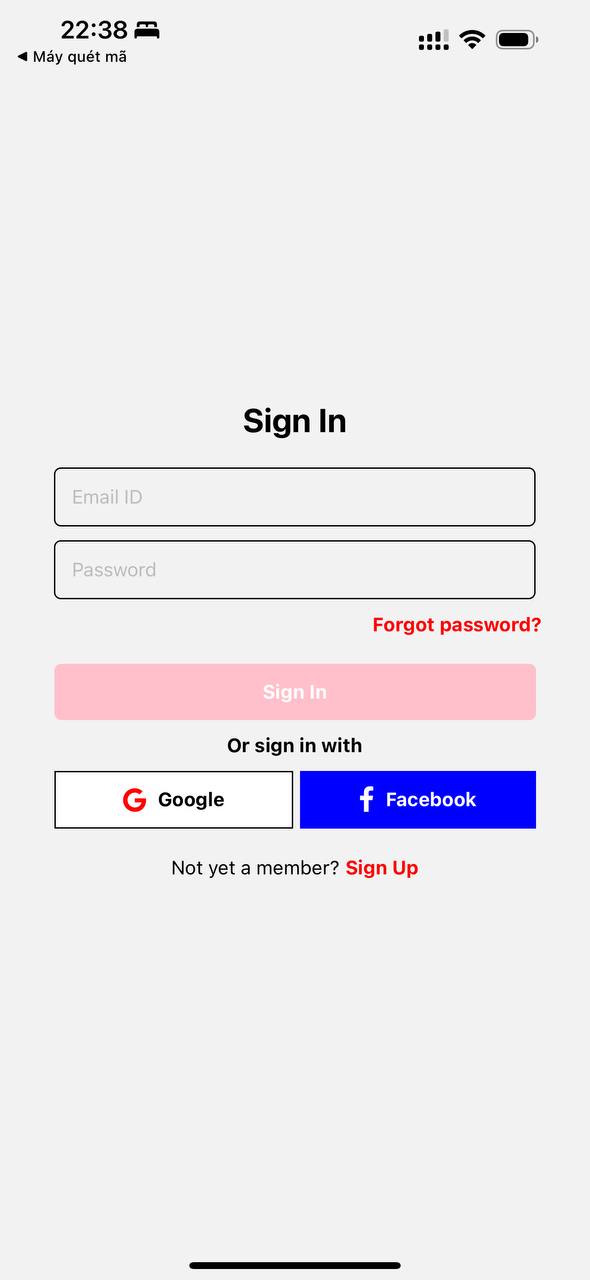 22:38
◀ Máy quét mã
Sign In
Email ID
Password
Forgot password?
Sign In
Or sign in with
Google
Facebook
Not yet a member? Sign Up